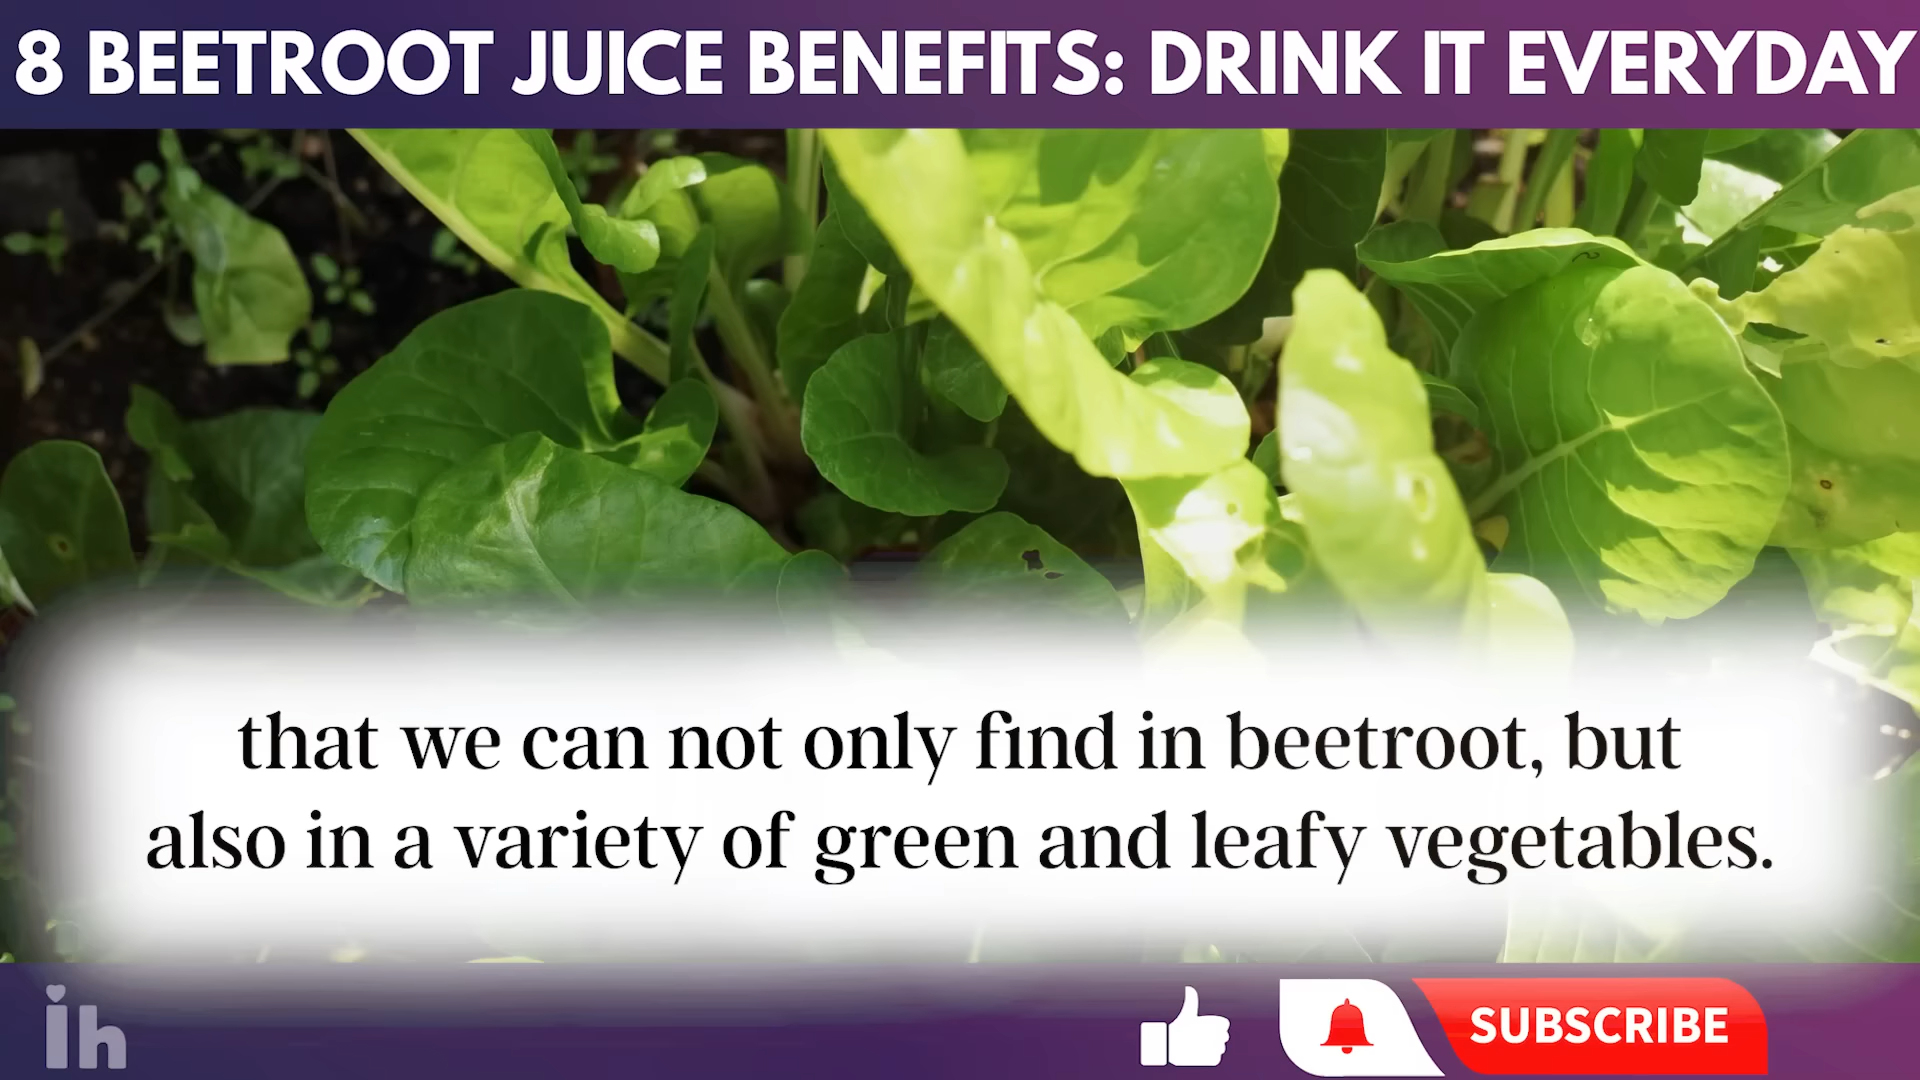 8 BEETROOT JUICE BENEFITS: DRINK IT EVERYDAY
that we can not only find in beetroot, but
also in a variety of green and leafy vegetables.
ih
SUBSCRIBE